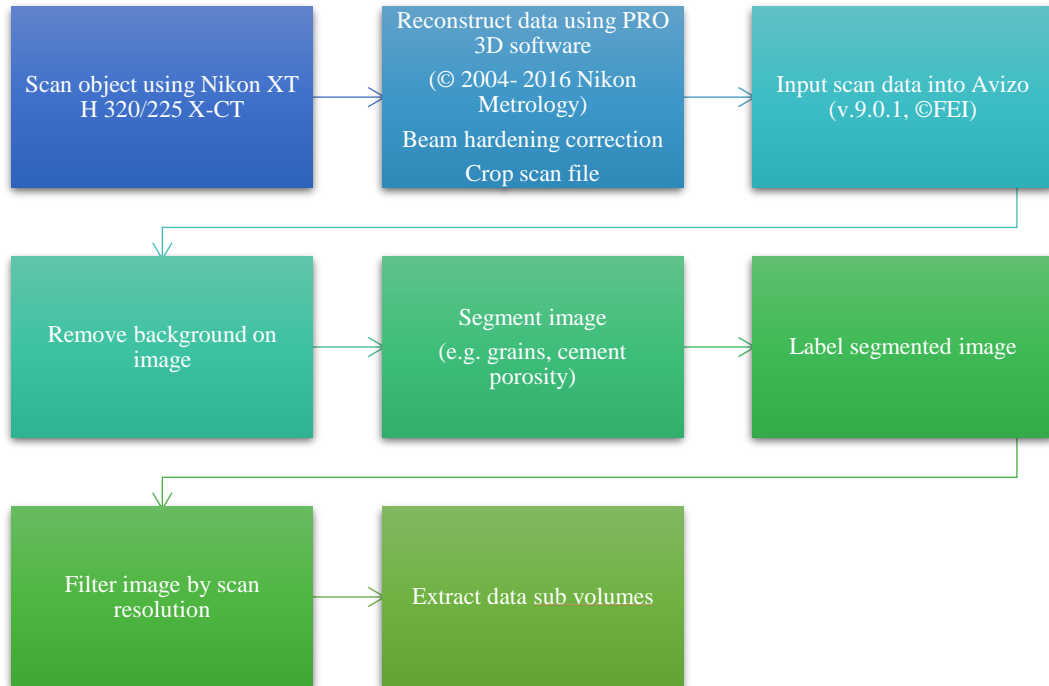 Scan object using Nikon XT
H 320/225 X-CT
Reconstruct data using PRO
3D software
(© 2004- 2016 Nikon
Metrology)
Beam hardening correction
Crop scan file
Input scan data into Avizo
(v.9.0.1, ©FEI)
Remove background on
image
Segment image
(e.g. grains, cement
porosity)
Label segmented image
Filter image by scan
resolution
Extract data sub volumes